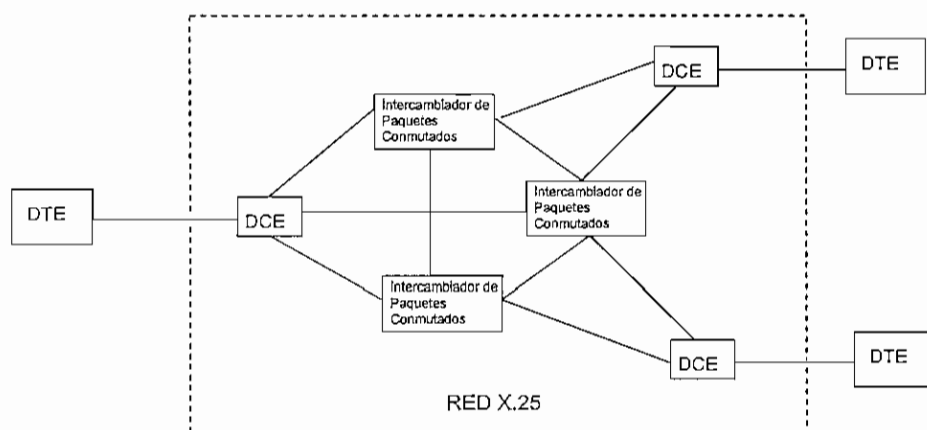 DCE
DTE
Intercambiador de
Paquetes
Conmutados
DTE
DCE
Intercambiador de
Paquetes
Conmutados
Intercambiador de
Paquetes
Conmutados
DCE
DTE
RED X.25